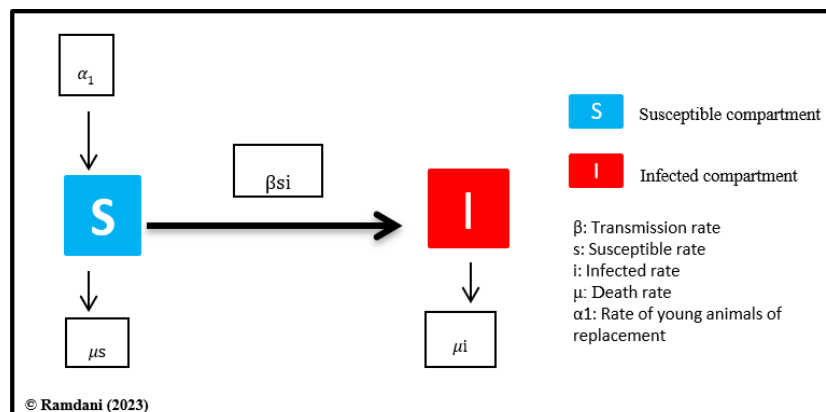 α₁
S
Susceptible compartment
βsi
S
I
I
Infected compartment
β: Transmission rate
s: Susceptible rate
i: Infected rate
μ: Death rate
α1: Rate of young animals of
replacement
μs
μi
© Ramdani (2023)